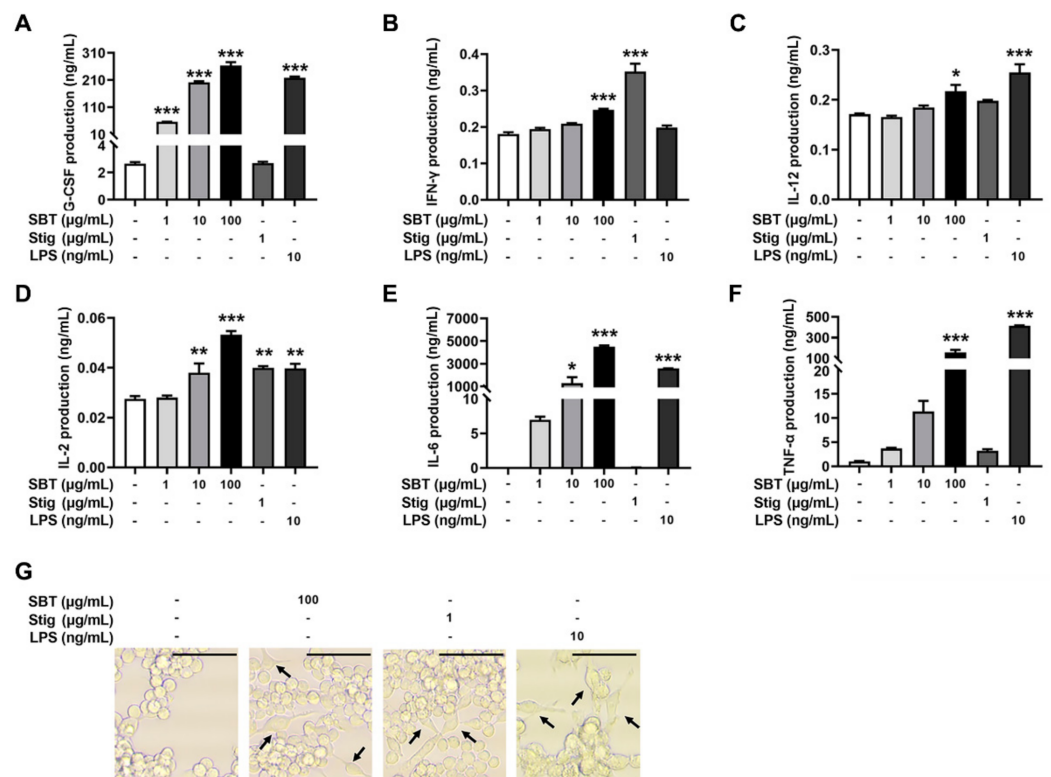 A
G-CSF production (ng/mL)
310
210
110
10
4
2
0
***
***
***
***
SBT (μg/mL) - 1 10 100 - -
Stig (μg/mL) - - - - 1 -
LPS (ng/mL) - - - - - 10
B
IFN-γ production (ng/mL)
0.4
0.3
0.2
0.1
0.0
***
***
SBT (μg/mL) - 1 10 100 - -
Stig (μg/mL) - - - - 1 -
LPS (ng/mL) - - - - - 10
C
IL-12 production (ng/mL)
0.3
0.2
0.1
0.0
*
***
SBT (μg/mL) - 1 10 100 - -
Stig (μg/mL) - - - - 1 -
LPS (ng/mL) - - - - - 10
D
IL-2 production (ng/mL)
0.06
0.04
0.02
0.00
**
***
**
**
SBT (μg/mL) - 1 10 100 - -
Stig (μg/mL) - - - - 1 -
LPS (ng/mL) - - - - - 10
E
IL-6 production (ng/mL)
7000
5000
3000
1000
10
5
0
*
***
***
SBT (μg/mL) - 1 10 100 - -
Stig (μg/mL) - - - - 1 -
LPS (ng/mL) - - - - - 10
F
TNF-α production (ng/mL)
500
400
300
200
100
20
15
10
5
0
***
***
SBT (μg/mL) - 1 10 100 - -
Stig (μg/mL) - - - - 1 -
LPS (ng/mL) - - - - - 10
G
SBT (μg/mL) - 100 - -
Stig (μg/mL) - - 1 -
LPS (ng/mL) - - - 10